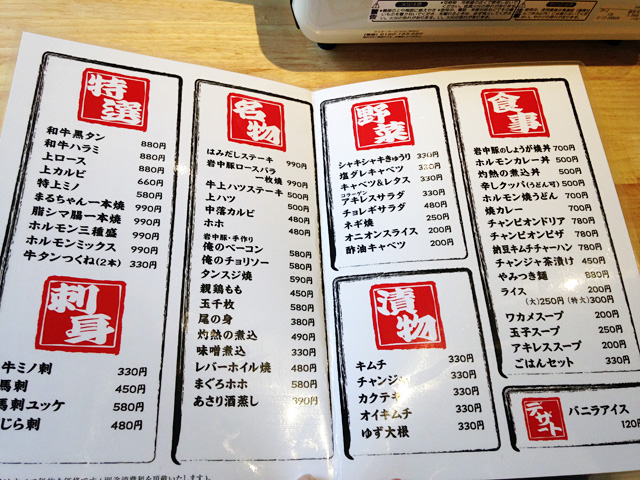 特選
和牛黒タン 880円
和牛ハラミ 880円
上ロース 880円
上カルビ 880円
特上ミノ 660円
まるちゃん一本焼 580円
脂シマ腸一本焼 990円
ホルモン三種盛 990円
ホルモンミックス 990円
牛タンつくね(2本) 330円
刺身
牛ミノ刺 330円
馬刺 450円
馬刺ユッケ 580円
じら刺 480円
名物
はみだしステーキ 990円
岩中豚ロースバラ
一枚焼 990円
牛上ハツステーキ 500円
上ハツ
中落カルビ
ホホ
岩中豚・手作り
俺のベーコン
俺のチョリソー 580円
タンスジ焼 590円
親鶏もも 450円
玉千枚 580円
尾の身 380円
灼熱の煮込 490円
味噌煮込 330円
レバーホイル焼 480円
まぐろホホ 580円
あさり酒蒸し 390円
野菜
シャキシャキきゅうり 330円
塩ダレキャベツ 330円
キャベツ&レタス 330円
コリーアン
アキレスサラダ 330円
チョレギサラダ 480円
ネギ焼 250円
オニオンスライス 200円
酢油キャベツ 200円
漬物
キムチ 330円
チャンジャ 330円
カクテキ 330円
オイキムチ 330円
ゆず大根 330円
食事
岩中豚のしょうが焼丼 700円
ホルモンカレー丼 500円
灼熱の煮込丼 500円
辛しクッパ(うどん可) 500円
ホルモン焼うどん 700円
焼カレー 700円
チャンピオンドリア 780円
チャンピオンピザ 780円
納豆キムチチャーハン 780円
チャンジャ茶漬け 450円
やみつき麺 880円
ライス
(大)250円 (特大)300円
ワカメスープ 200円
玉子スープ 250円
アキレススープ 330円
ごはんセット 330円
デザート
バニラアイス
120円